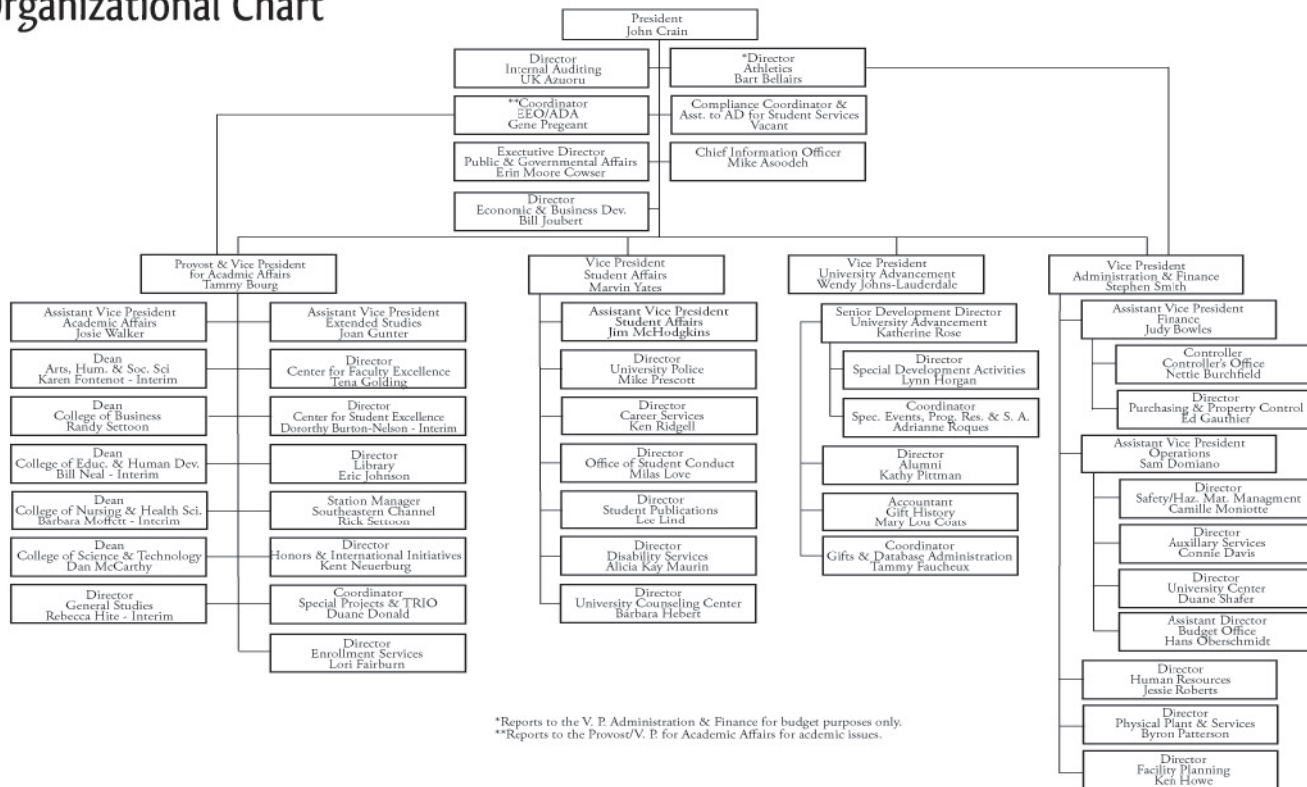 Organizational Chart
President
John Crain
Director
Internal Auditing
UK Azuoru
*Director
Athletics
Bart Bellairs
**Coordinator
EEO/ADA
Gene Pregeant
Compliance Coordinator &
Asst. to AD for Student Services
Vacant
Exectutive Director
Public & Governmental Affairs
Erin Moore Cowser
Chief Information Officer
Mike Asoodeh
Director
Economic & Business Dev.
Bill Joubert
Provost & Vice President
for Acadmic Affairs
Tammy Bourg
Assistant Vice President
Academic Affairs
Josie Walker
Assistant Vice President
Extended Studies
Joan Gunter
Dean
Arts, Hum. & Soc. Sci
Karen Fontenot - Interim
Director
Center for Faculty Excellence
Tena Golding
Dean
College of Business
Randy Settoon
Director
Center for Student Excellence
Dororthy Burton-Nelson - Interim
Dean
College of Educ. & Human Dev.
Bill Neal - Interim
Director
Library
Eric Johnson
Dean
College of Nursing & Health Sci.
Barbara Moffett - Interim
Station Manager
Southeastern Channel
Rick Settoon
Dean
College of Science & Technology
Dan McCarthy
Director
Honors & International Initiatives
Kent Neuerburg
Director
General Studies
Rebecca Hite - Interim
Coordinator
Special Projects & TRIO
Duane Donald
Director
Enrollment Services
Lori Fairburn
Vice President
Student Affairs
Marvin Yates
Assistant Vice President
Student Affairs
Jim McHodgkins
Director
University Police
Mike Prescott
Director
Career Services
Ken Ridgell
Director
Office of Student Conduct
Milas Love
Director
Student Publications
Lee Lind
Director
Disability Services
Alicia Kay Maurin
Director
University Counseling Center
Barbara Hebert
Vice President
University Advancement
Wendy Johns-Lauderdale
Senior Development Director
University Advancement
Katherine Rose
Director
Special Development Activities
Lynn Horgan
Coordinator
Spec. Events, Prog. Res. & S. A.
Adrianne Roques
Director
Alumni
Kathy Pittman
Accountant
Gift History
Mary Lou Coats
Coordinator
Gifts & Database Administration
Tammy Faucheux
Vice President
Administration & Finance
Stephen Smith
Assistant Vice President
Finance
Judy Bowles
Controller
Controller's Office
Nettie Burchfield
Director
Purchasing & Property Control
Ed Gauthier
Assistant Vice President
Operations
Sam Domiano
Director
Safety/Haz. Mat. Managment
Camille Moniotte
Director
Auxillary Services
Connie Davis
Director
University Center
Duane Shafer
Assistant Director
Budget Office
Hans Oberschmidt
Director
Human Resources
Jessie Roberts
Director
Physical Plant & Services
Byron Patterson
Director
Facility Planning
Ken Howe
*Reports to the V. P. Administration & Finance for budget purposes only.
**Reports to the Provost/V. P. for Academic Affairs for acdemic issues.